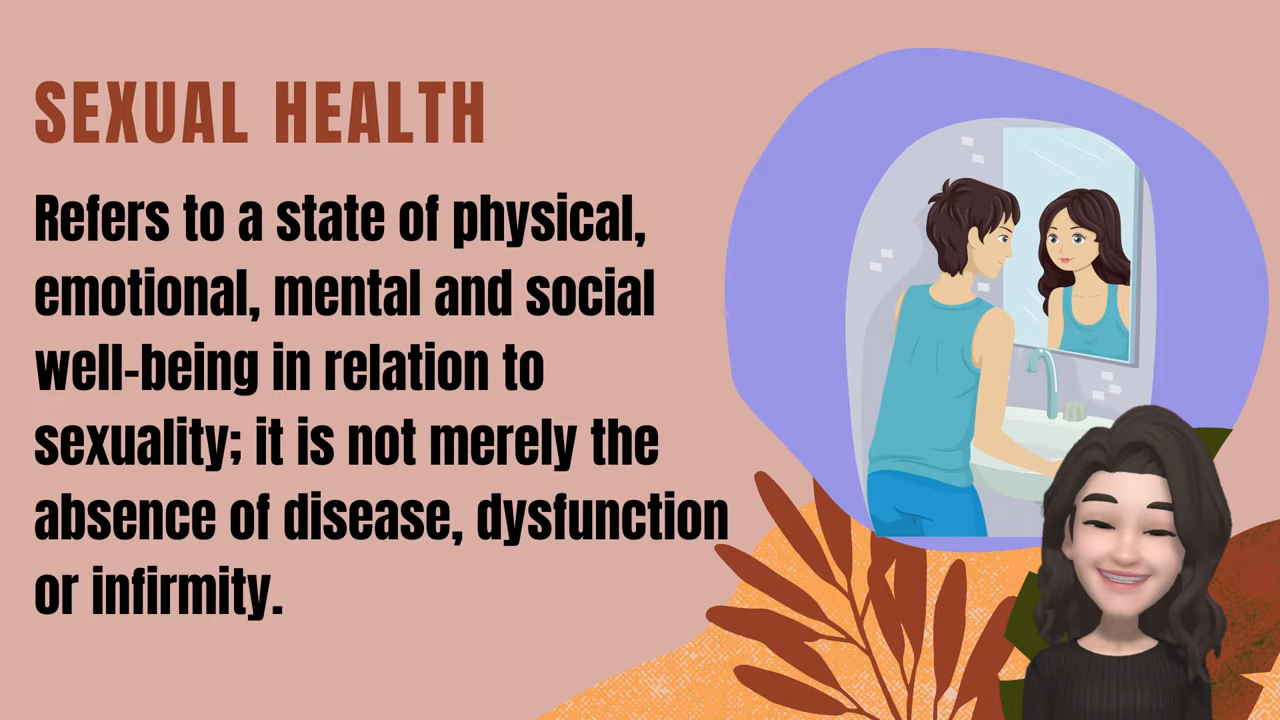 SEXUAL HEALTH
Refers to a state of physical,
emotional, mental and social
well-being in relation to
sexuality; it is not merely the
absence of disease, dysfunction
or infirmity.